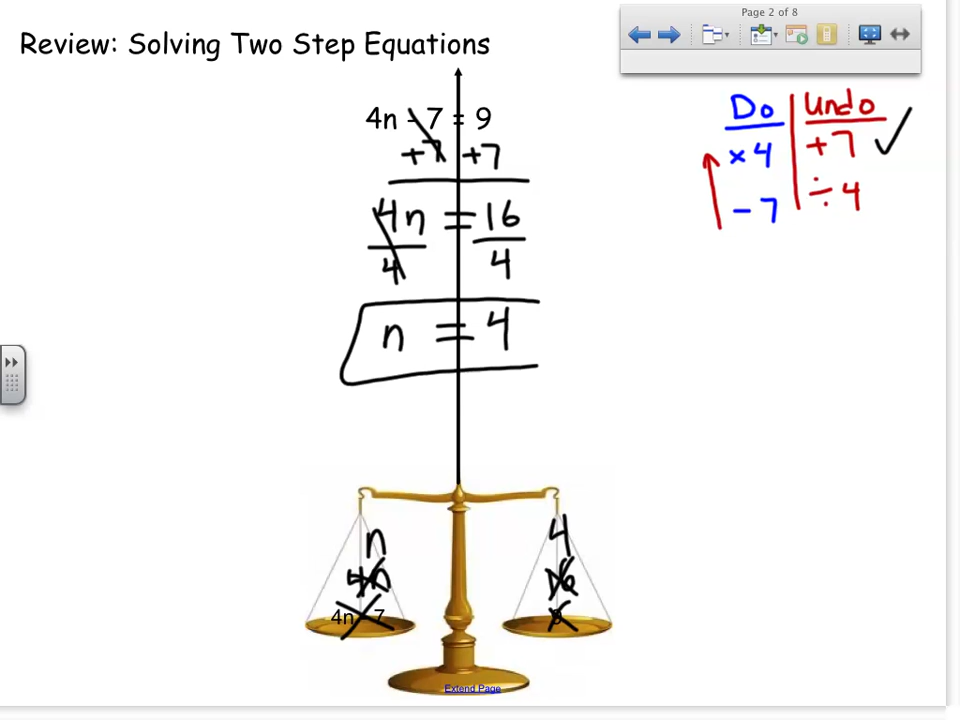 Page 2 of 8
Review: Solving Two Step Equations
4n - 7 = 9
+7 +7
4n = 16
4 4
n = 4
Do Undo
×4 +7 ✓
-7 ÷4
n 4
4n 16
4n - 7 9
Extend Page